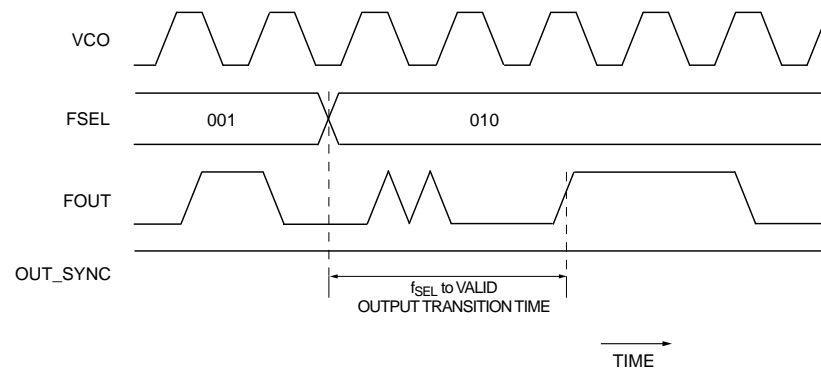 VCO
FSEL
001
010
FOUT
OUT_SYNC
fSEL to VALID
OUTPUT TRANSITION TIME
TIME